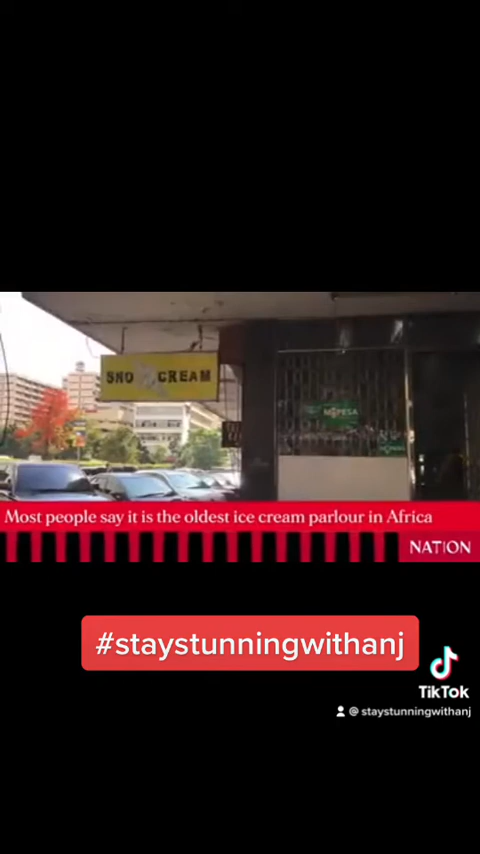 SNO CREAM
M-PESA
Most people say it is the oldest ice cream parlour in Africa
NATION
#staystunningwithanj
TikTok
@ staystunningwithanj